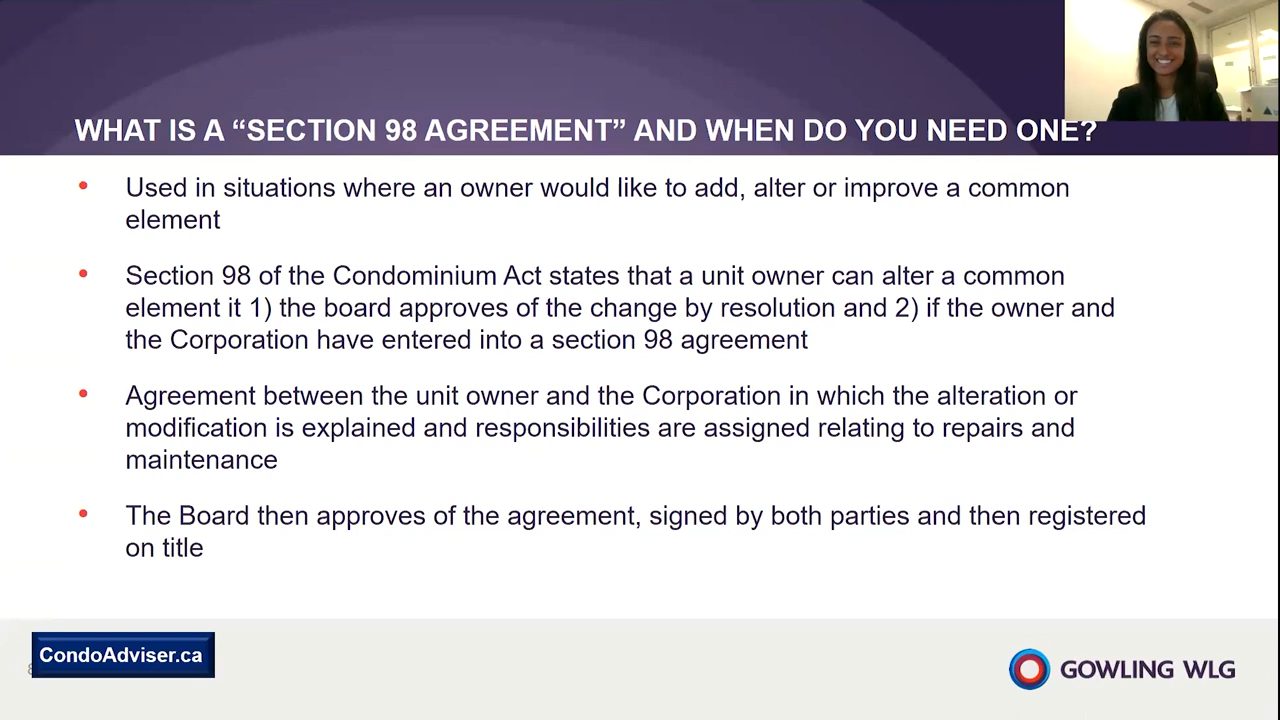 WHAT IS A “SECTION 98 AGREEMENT” AND WHEN DO YOU NEED ONE?
• Used in situations where an owner would like to add, alter or improve a common
element
• Section 98 of the Condominium Act states that a unit owner can alter a common
element it 1) the board approves of the change by resolution and 2) if the owner and
the Corporation have entered into a section 98 agreement
• Agreement between the unit owner and the Corporation in which the alteration or
modification is explained and responsibilities are assigned relating to repairs and
maintenance
• The Board then approves of the agreement, signed by both parties and then registered
on title
CondoAdviser.ca
GOWLING WLG